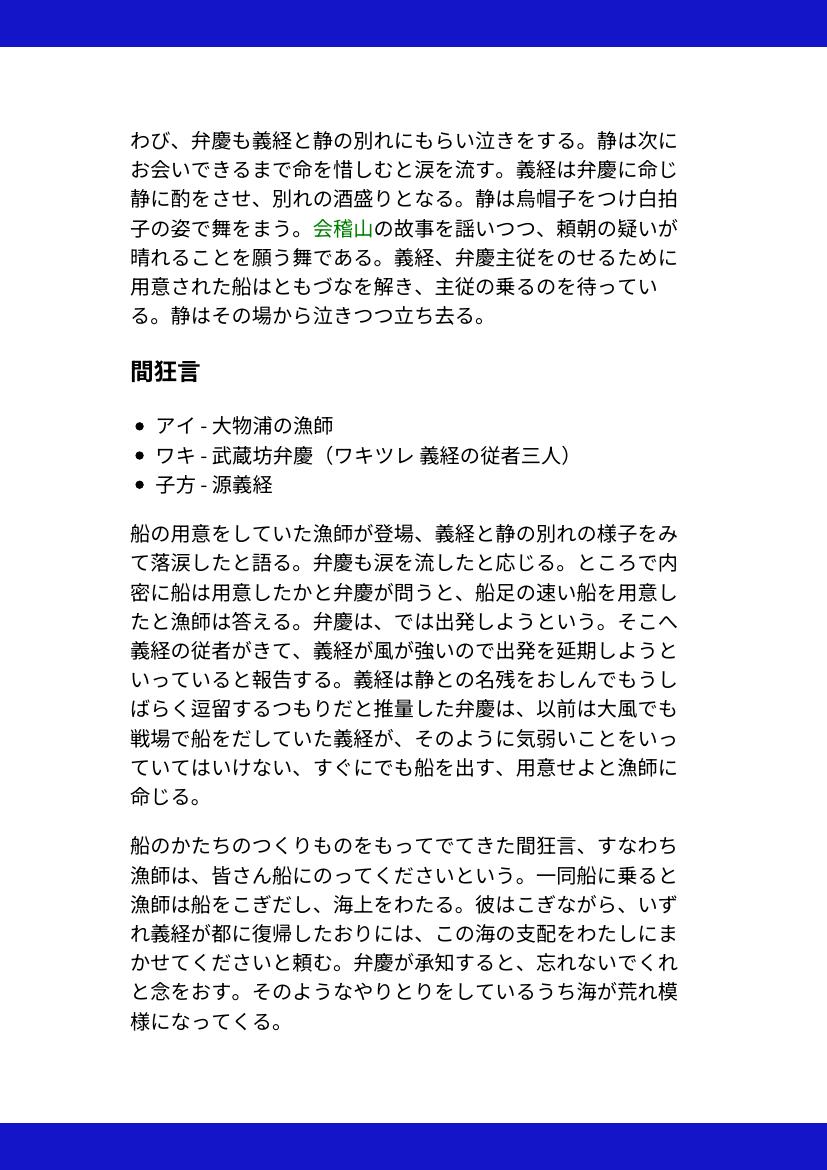 わび、弁慶も義経と静の別れにもらい泣きをする。静は次に
お会いできるまで命を惜しむと涙を流す。義経は弁慶に命じ
静に酌をさせ、別れの酒盛りとなる。静は烏帽子をつけ白拍
子の姿で舞をまう。会稽山の故事を謡いつつ、頼朝の疑いが
晴れることを願う舞である。義経、弁慶主従をのせるために
用意された船はともづなを解き、主従の乗るのを待ってい
る。静はその場から泣きつつ立ち去る。
間狂言
• アイ - 大物浦の漁師
• ワキ - 武蔵坊弁慶（ワキツレ 義経の従者三人）
• 子方 - 源義経
船の用意をしていた漁師が登場、義経と静の別れの様子をみ
て落涙したと語る。弁慶も涙を流したと応じる。ところで内
密に船は用意したかと弁慶が問うと、船足の速い船を用意し
たと漁師は答える。弁慶は、では出発しようという。そこへ
義経の従者がきて、義経が風が強いので出発を延期しようと
いっていると報告する。義経は静との名残をおしんでもうし
ばらく逗留するつもりだと推量した弁慶は、以前は大風でも
戦場で船をだしていた義経が、そのように気弱いことをいっ
ていてはいけない、すぐにでも船を出す、用意せよと漁師に
命じる。
船のかたちのつくりものをもってでてきた間狂言、すなわち
漁師は、皆さん船にのってくださいという。一同船に乗ると
漁師は船をこぎだし、海上をわたる。彼はこぎながら、いず
れ義経が都に復帰したおりには、この海の支配をわたしにま
かせてくださいと頼む。弁慶が承知すると、忘れないでくれ
と念をおす。そのようなやりとりをしているうち海が荒れ模
様になってくる。